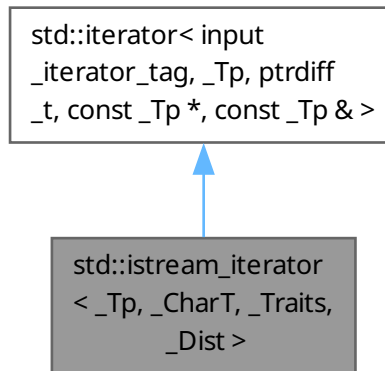 std::iterator< input
_iterator_tag, _Tp, ptrdiff
_t, const _Tp *, const _Tp & >
std::istream_iterator
< _Tp, _CharT, _Traits,
_Dist >